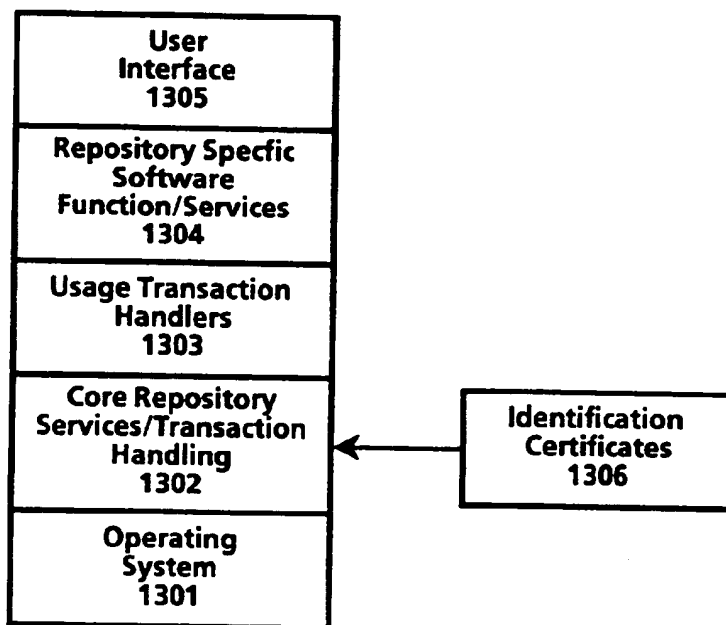 User
Interface
1305
Repository Specfic
Software
Function/Services
1304
Usage Transaction
Handlers
1303
Core Repository
Services/Transaction
Handling
1302
Operating
System
1301
Identification
Certificates
1306